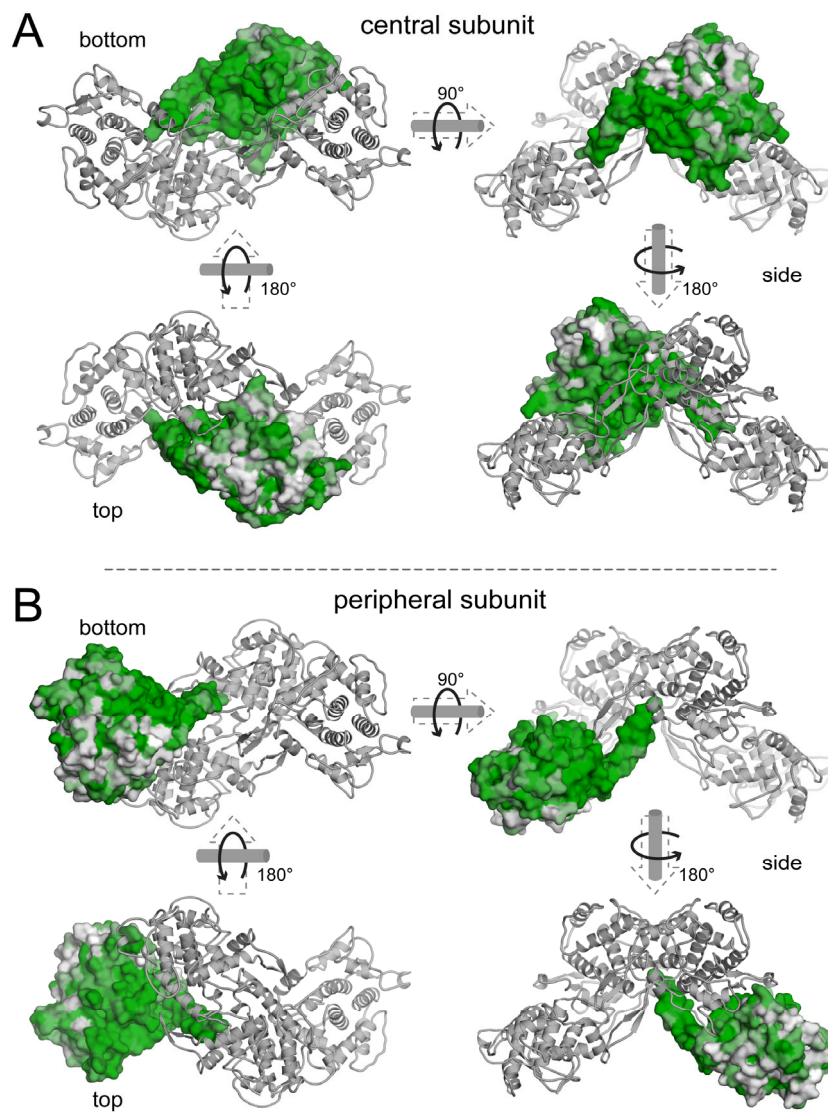 A
central subunit
bottom
90°
180°
180°
side
top
B
peripheral subunit
bottom
90°
180°
180°
side
top